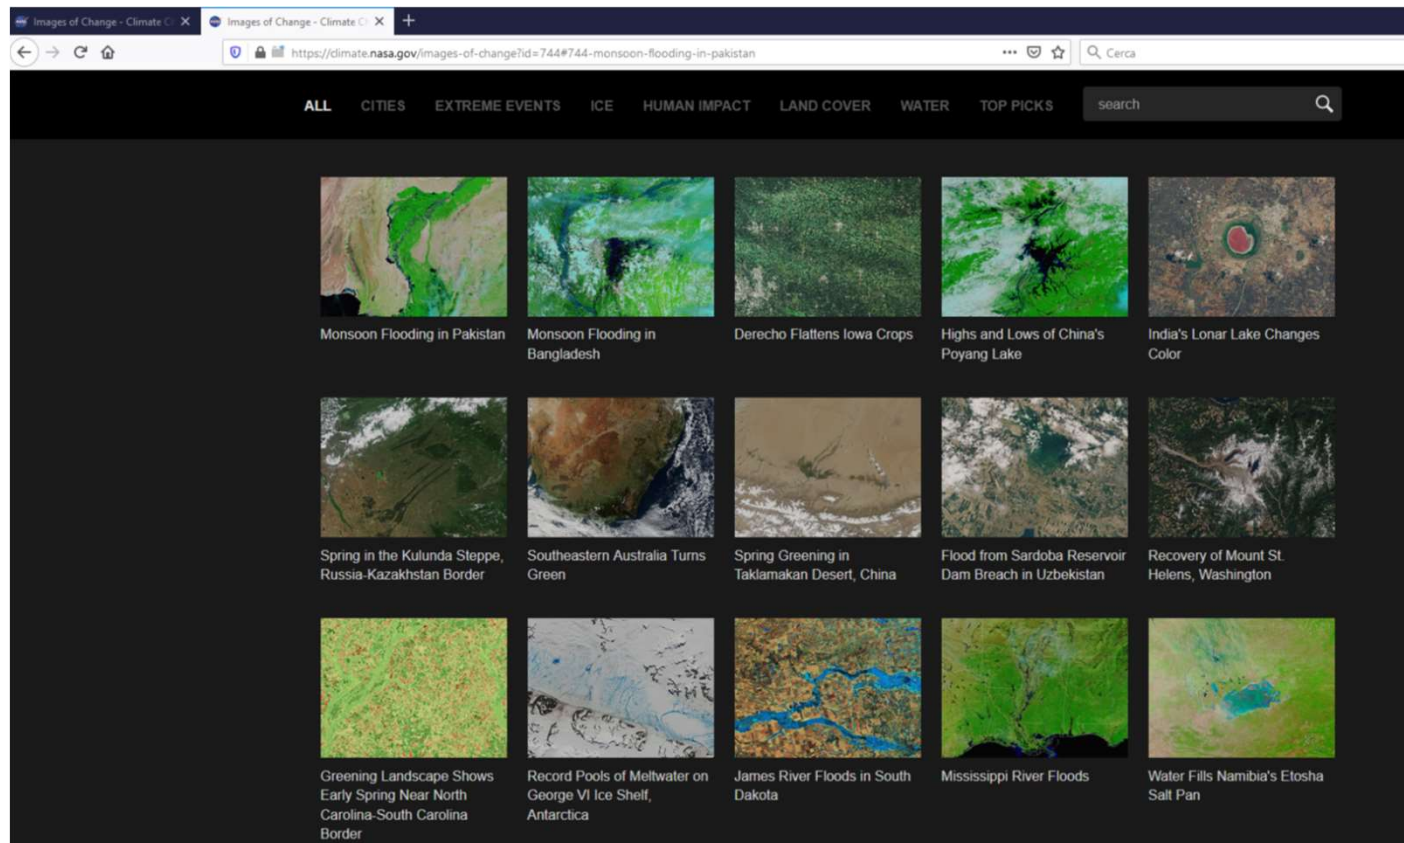 Images of Change - Climate C
Images of Change - Climate C
https://climate.nasa.gov/images-of-change?id=744#744-monsoon-flooding-in-pakistan
Cerca
ALL CITIES EXTREME EVENTS ICE HUMAN IMPACT LAND COVER WATER TOP PICKS search
Monsoon Flooding in Pakistan
Monsoon Flooding in
Bangladesh
Derecho Flattens Iowa Crops
Highs and Lows of China's
Poyang Lake
India's Lonar Lake Changes
Color
Spring in the Kulunda Steppe,
Russia-Kazakhstan Border
Southeastern Australia Turns
Green
Spring Greening in
Taklamakan Desert, China
Flood from Sardoba Reservoir
Dam Breach in Uzbekistan
Recovery of Mount St.
Helens, Washington
Greening Landscape Shows
Early Spring Near North
Carolina-South Carolina
Border
Record Pools of Meltwater on
George VI Ice Shelf,
Antarctica
James River Floods in South
Dakota
Mississippi River Floods
Water Fills Namibia's Etosha
Salt Pan